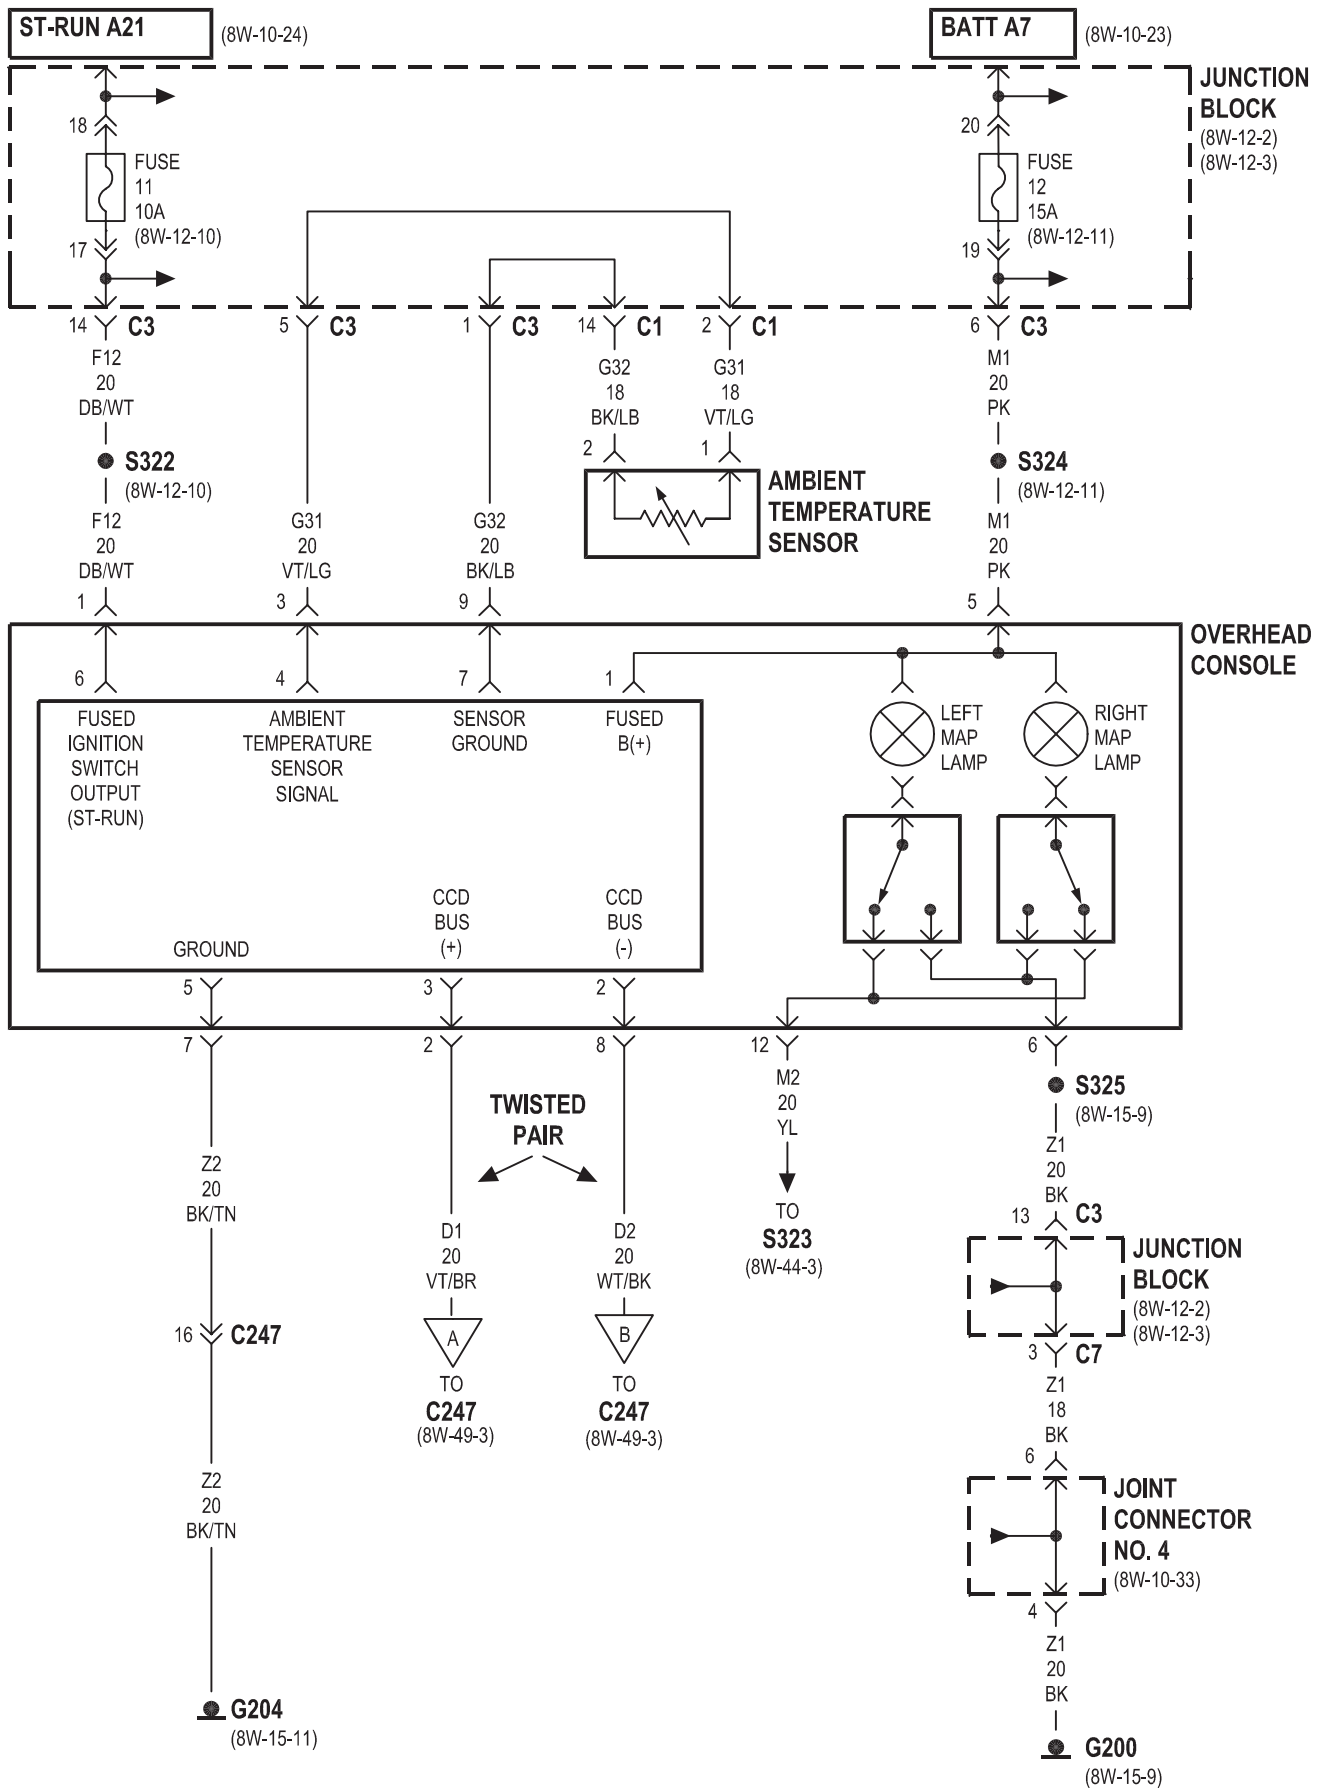 ST-RUN A21
(8W-10-24)
BATT A7
(8W-10-23)
JUNCTION
BLOCK
(8W-12-2)
(8W-12-3)
18
FUSE
11
10A
(8W-12-10)
17
20
FUSE
12
15A
(8W-12-11)
19
14 C3
5 C3
1 C3
14 C1
2 C1
6 C3
F12
20
DB/WT
G32
18
BK/LB
2
G31
18
VT/LG
1
M1
20
PK
S322
(8W-12-10)
AMBIENT
TEMPERATURE
SENSOR
S324
(8W-12-11)
F12
20
DB/WT
1
G31
20
VT/LG
3
G32
20
BK/LB
9
M1
20
PK
5
OVERHEAD
CONSOLE
6
4
7
1
FUSED
IGNITION
SWITCH
OUTPUT
(ST-RUN)
AMBIENT
TEMPERATURE
SENSOR
SIGNAL
SENSOR
GROUND
FUSED
B(+)
LEFT
MAP
LAMP
RIGHT
MAP
LAMP
GROUND
CCD
BUS
(+)
CCD
BUS
(-)
5
3
2
7
2
8
12
6
TWISTED
PAIR
M2
20
YL
TO
S323
(8W-44-3)
S325
(8W-15-9)
Z1
20
BK
13 C3
Z2
20
BK/TN
D1
20
VT/BR
A
TO
C247
(8W-49-3)
D2
20
WT/BK
B
TO
C247
(8W-49-3)
JUNCTION
BLOCK
(8W-12-2)
(8W-12-3)
16 C247
3 C7
Z1
18
BK
6
Z2
20
BK/TN
JOINT
CONNECTOR
NO. 4
(8W-10-33)
4
Z1
20
BK
G204
(8W-15-11)
G200
(8W-15-9)